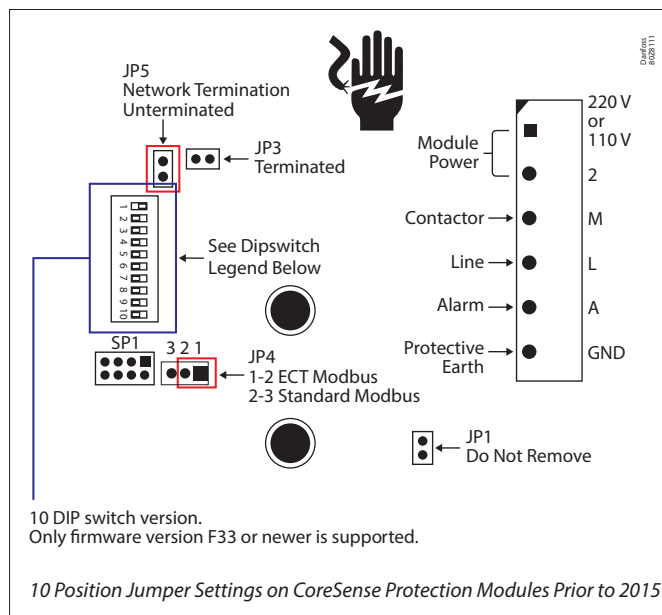 Danfoss
80Z8111
JP5
Network Termination
Unterminated
JP3
Terminated
220 V
or
110 V
Module
Power
2
Contactor
M
See Dipswitch
Legend Below
Line
L
Alarm
A
Protective
Earth
GND
1
2
3
4
5
6
7
8
9
10
SP1
3 2 1
JP4
1-2 ECT Modbus
2-3 Standard Modbus
JP1
Do Not Remove
10 DIP switch version.
Only firmware version F33 or newer is supported.
10 Position Jumper Settings on CoreSense Protection Modules Prior to 2015